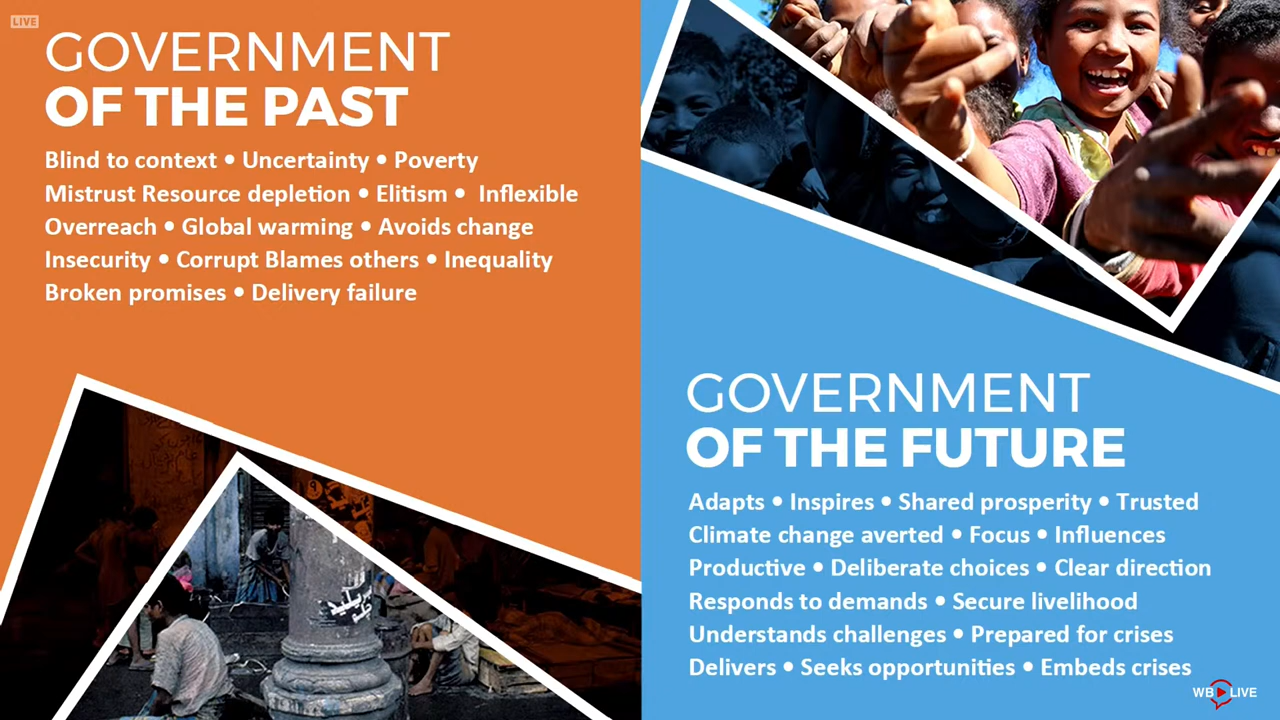 LIVE
GOVERNMENT
OF THE PAST
Blind to context • Uncertainty • Poverty
Mistrust Resource depletion • Elitism • Inflexible
Overreach • Global warming • Avoids change
Insecurity • Corrupt Blames others • Inequality
Broken promises • Delivery failure
GOVERNMENT
OF THE FUTURE
Adapts • Inspires • Shared prosperity • Trusted
Climate change averted • Focus • Influences
Productive • Deliberate choices • Clear direction
Responds to demands • Secure livelihood
Understands challenges • Prepared for crises
Delivers • Seeks opportunities • Embeds crises
WB LIVE